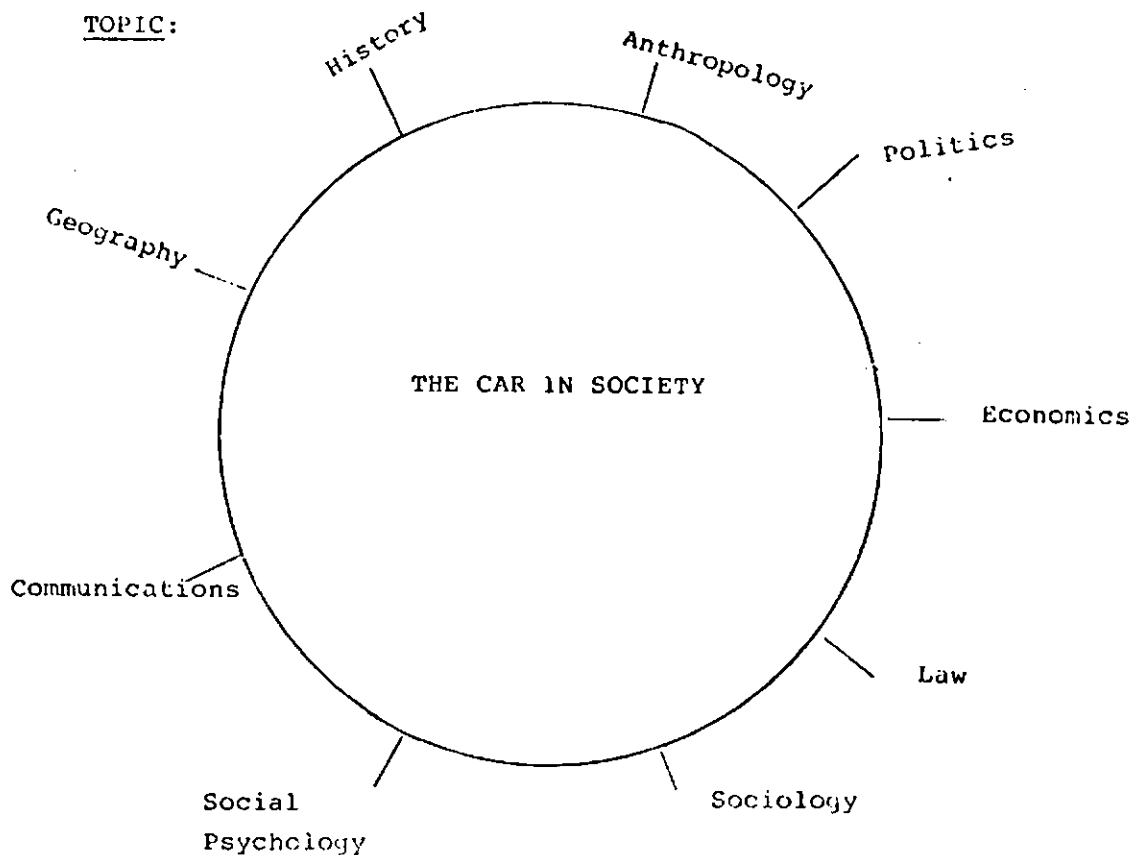 TOPIC:
History
Anthropology
Politics
Geography
THE CAR IN SOCIETY
Economics
Communications
Law
Social
Psychology
Sociology